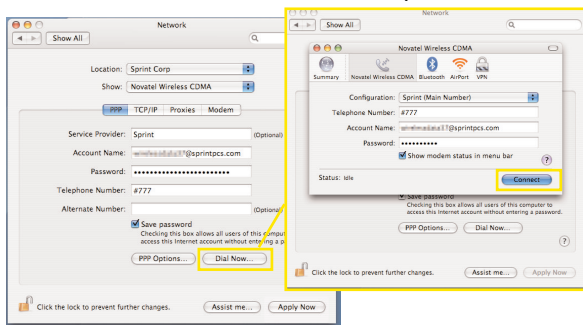 Network
Show All
Location: Sprint Corp
Show: Novatel Wireless CDMA
PPP TCP/IP Proxies Modem
Service Provider: Sprint (Optional)
Account Name: @sprintpcs.com
Password:
Telephone Number: #777
Alternate Number: (Optional)
Save password
Checking this box allows all users of this
access this Internet account without entering a
PPP Options... Dial Now...
Click the lock to prevent further changes. Assist me... Apply Now
Network
Show All
Novatel Wireless CDMA
Summary Novatel Wireless CDMA Bluetooth AirPort VPN
Configuration: Sprint (Main Number)
Telephone Number: #777
Account Name: @sprintpcs.com
Password:
Show modem status in menu bar
?
Status: Idle Connect
Save password
Checking this box allows all users of this computer to
access this Internet account without entering a password.
PPP Options... Dial Now...
?
Click the lock to prevent further changes. Assist me... Apply Now